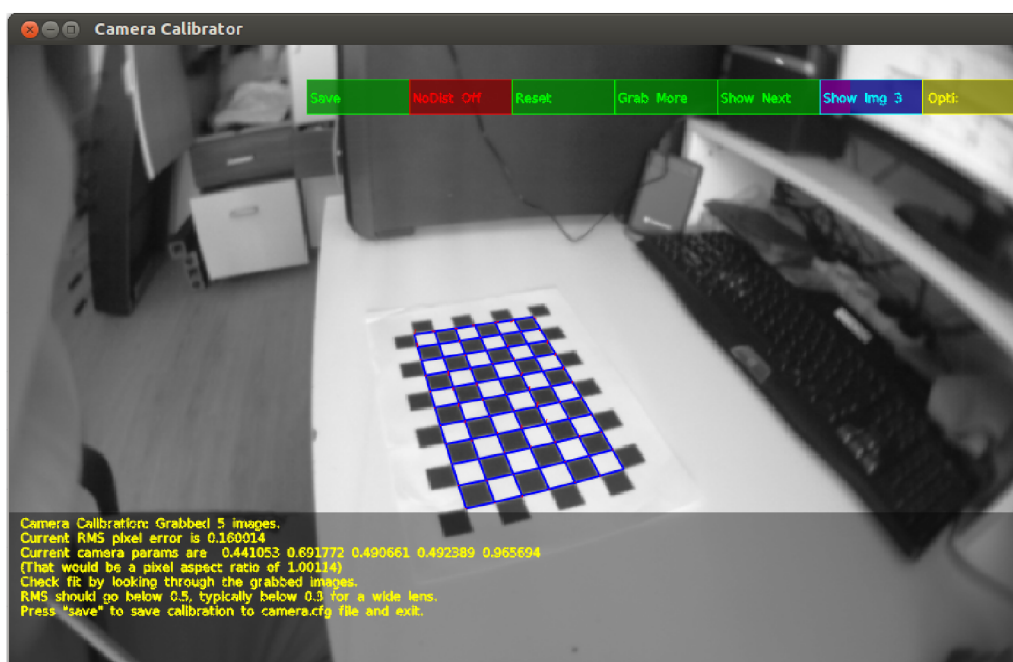 Camera Calibrator
Save NoDist Off Reset Grab More Show Next Show Img 3 Opti:
Camera Calibration: Grabbed 5 images.
Current RMS pixel error is 0.160014
Current camera params are 0.441053 0.691772 0.490661 0.492389 0.965694
(That would be a pixel aspect ratio of 1.00114)
Check fit by looking through the grabbed images.
RMS should go below 0.5, typically below 0.3 for a wide lens.
Press "save" to save calibration to camera.cfg file and exit.